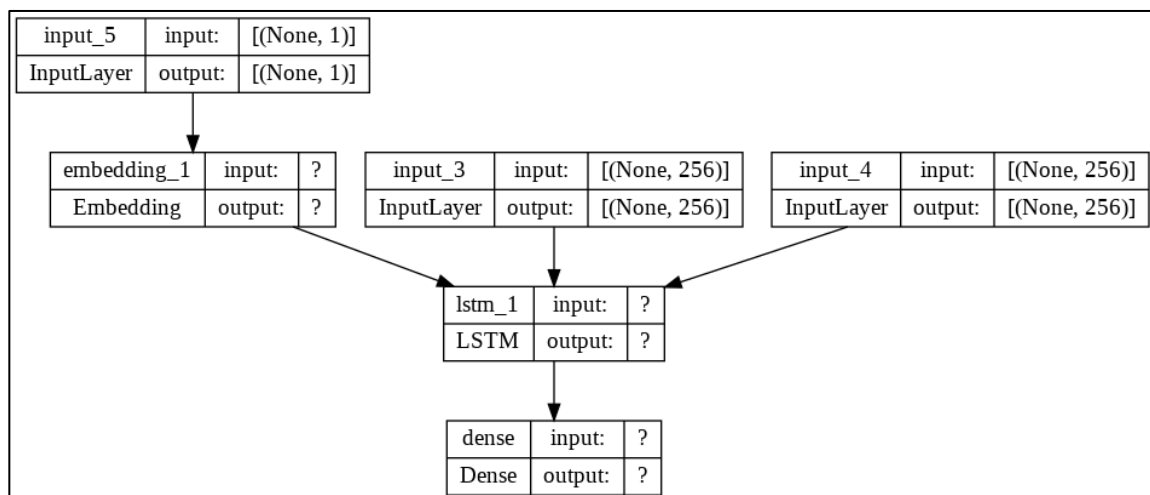 input_5 input: [(None, 1)]
InputLayer output: [(None, 1)]
embedding_1 input: ?
Embedding output: ?
input_3 input: [(None, 256)]
InputLayer output: [(None, 256)]
input_4 input: [(None, 256)]
InputLayer output: [(None, 256)]
lstm_1 input: ?
LSTM output: ?
dense input: ?
Dense output: ?